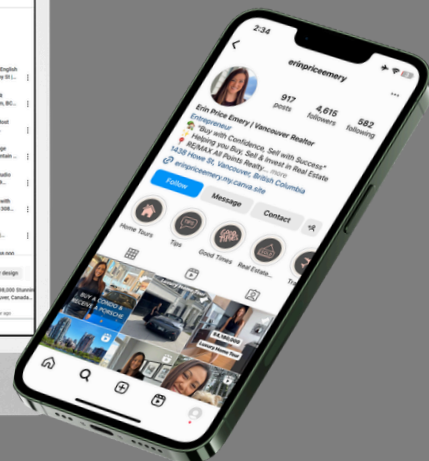 English
2:34
erinpriceemery
917
posts
4,615
followers
582
following
Erin Price Emery | Vancouver Realtor
Entrepreneur
"Buy with Confidence, Sell with Success"
Helping you Buy, Sell & Invest in Real Estate
RE/MAX All Points Realty... more
1438 Howe St, Vancouver, British Columbia
erinpriceemery.my.canva.site
Follow
Message
Contact
Home Tours
Tips
Good Times
Real Estate...
BUY A CONDO &
RECEIVE A PORSCHE
Luxury Home Tour
design